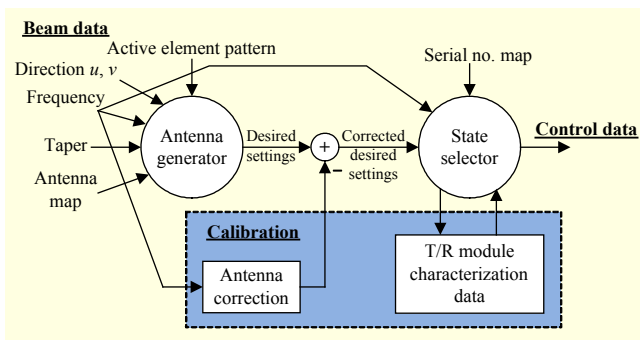 Beam data
Active element pattern
Serial no. map
Direction u, v
Frequency
Taper
Antenna
map
Antenna
generator
Desired
settings
+
−
Corrected
desired
settings
State
selector
Control data
Calibration
Antenna
correction
T/R module
characterization
data